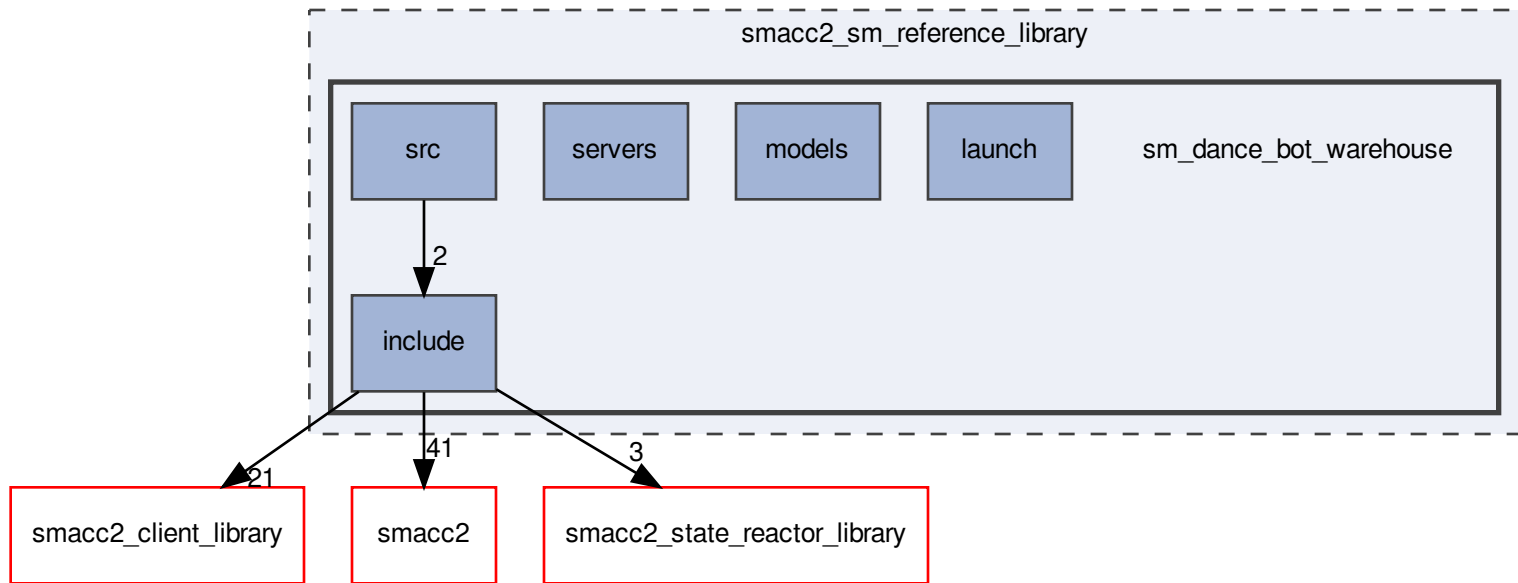 smacc2_sm_reference_library
src
servers
models
launch
sm_dance_bot_warehouse
2
include
21
41
3
smacc2_client_library
smacc2
smacc2_state_reactor_library